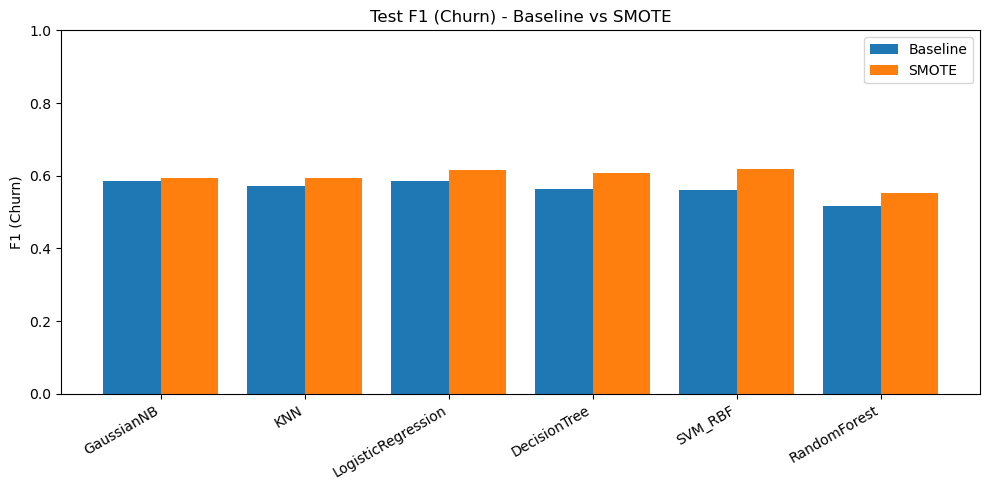 Test F1 (Churn) - Baseline vs SMOTE
Baseline
SMOTE
F1 (Churn)
1.0
0.8
0.6
0.4
0.2
0.0
GaussianNB
KNN
LogisticRegression
DecisionTree
SVM_RBF
RandomForest